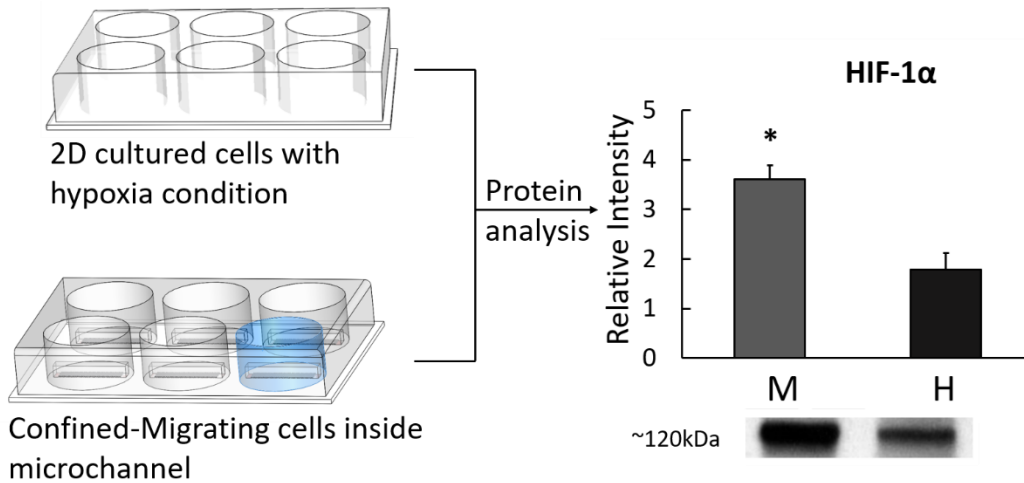 2D cultured cells with
hypoxia condition
Confined-Migrating cells inside
microchannel
Protein
analysis
HIF-1α
Relative Intensity
5
4
3
2
1
0
*
M H
~120kDa